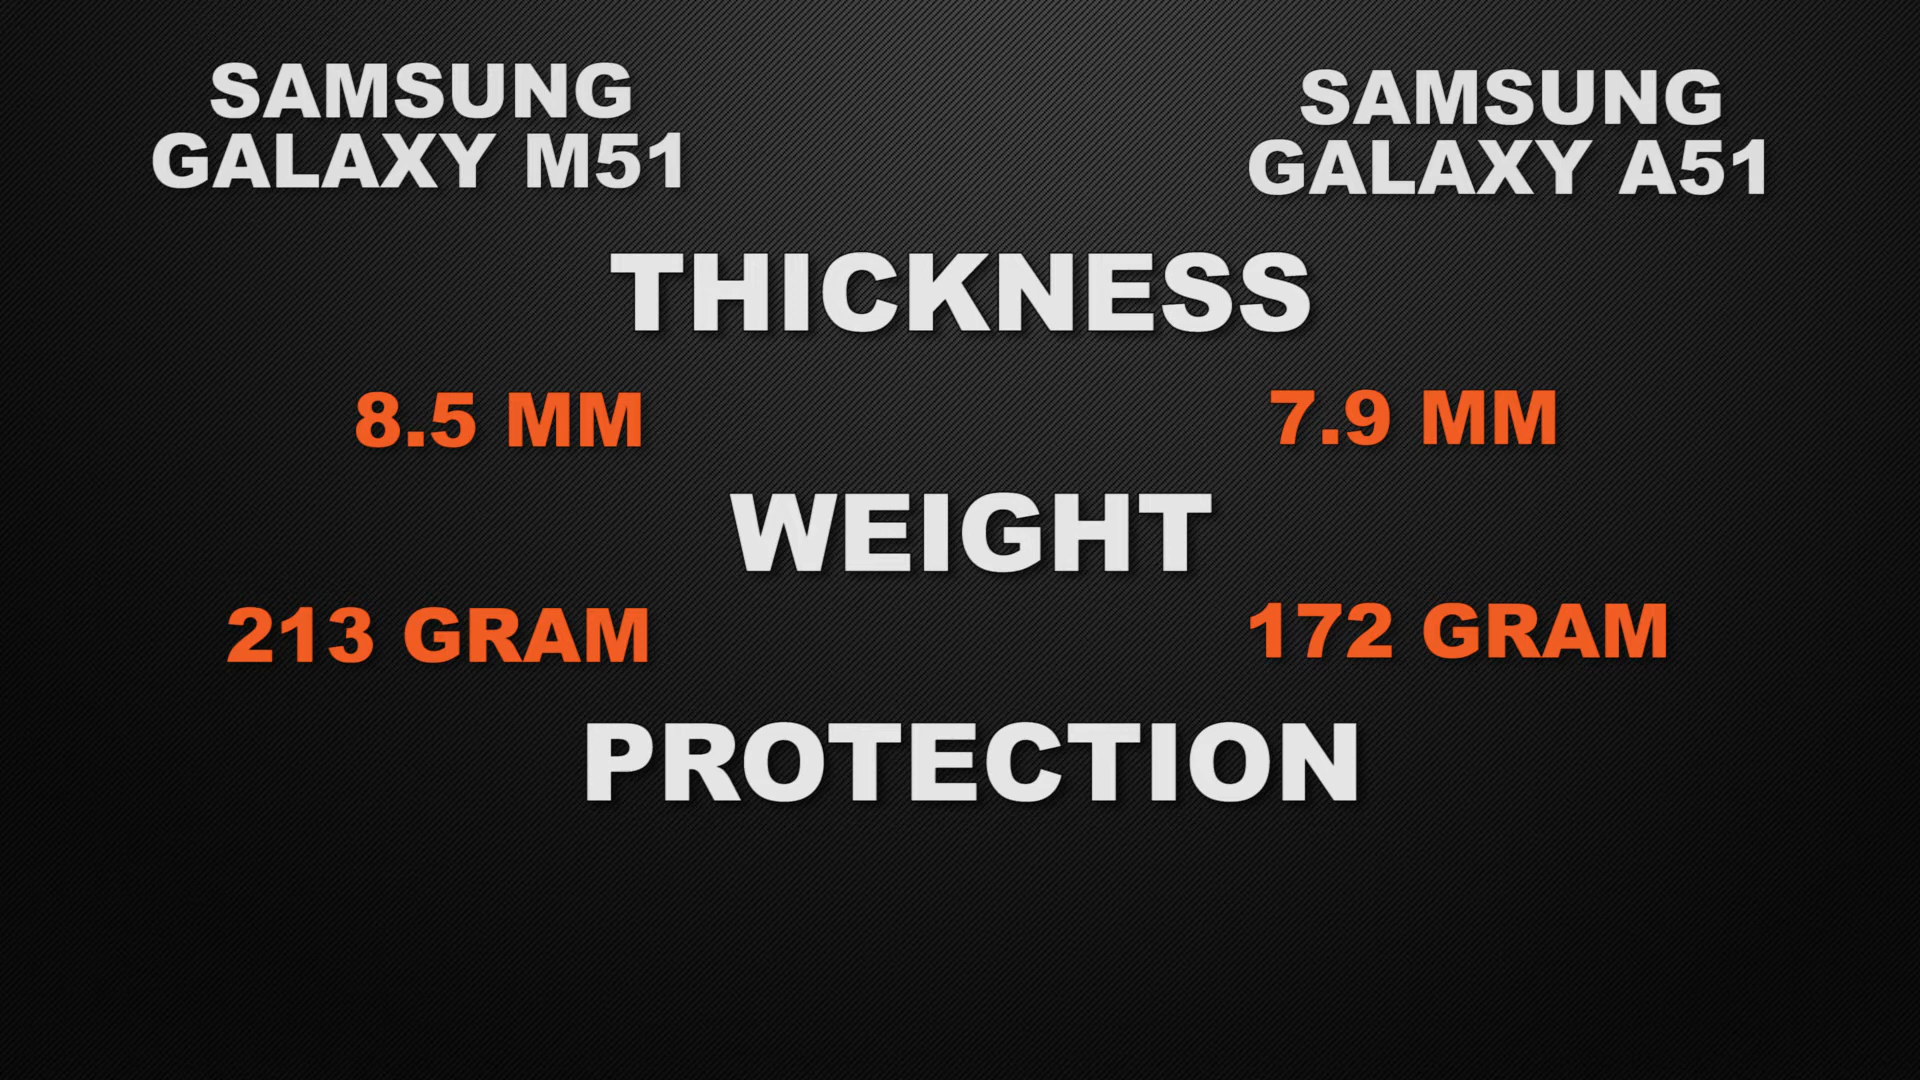 SAMSUNG
GALAXY M51
SAMSUNG
GALAXY A51
THICKNESS
8.5 MM
7.9 MM
WEIGHT
213 GRAM
172 GRAM
PROTECTION